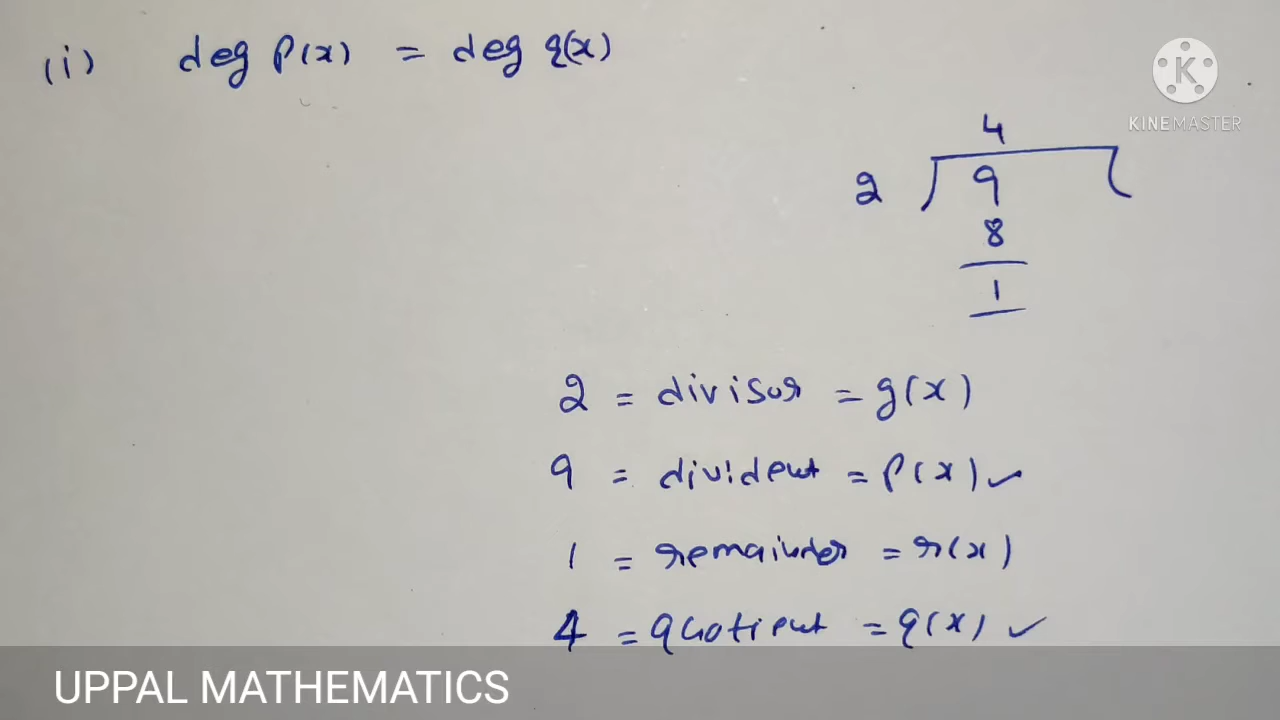 (i) deg p(x) = deg q(x)
KINEMASTER
4
2 9
8
1
2 = divisor = g(x)
9 = divident = p(x) ✓
1 = remainder = r(x)
4 = quotient = q(x) ✓
UPPAL MATHEMATICS